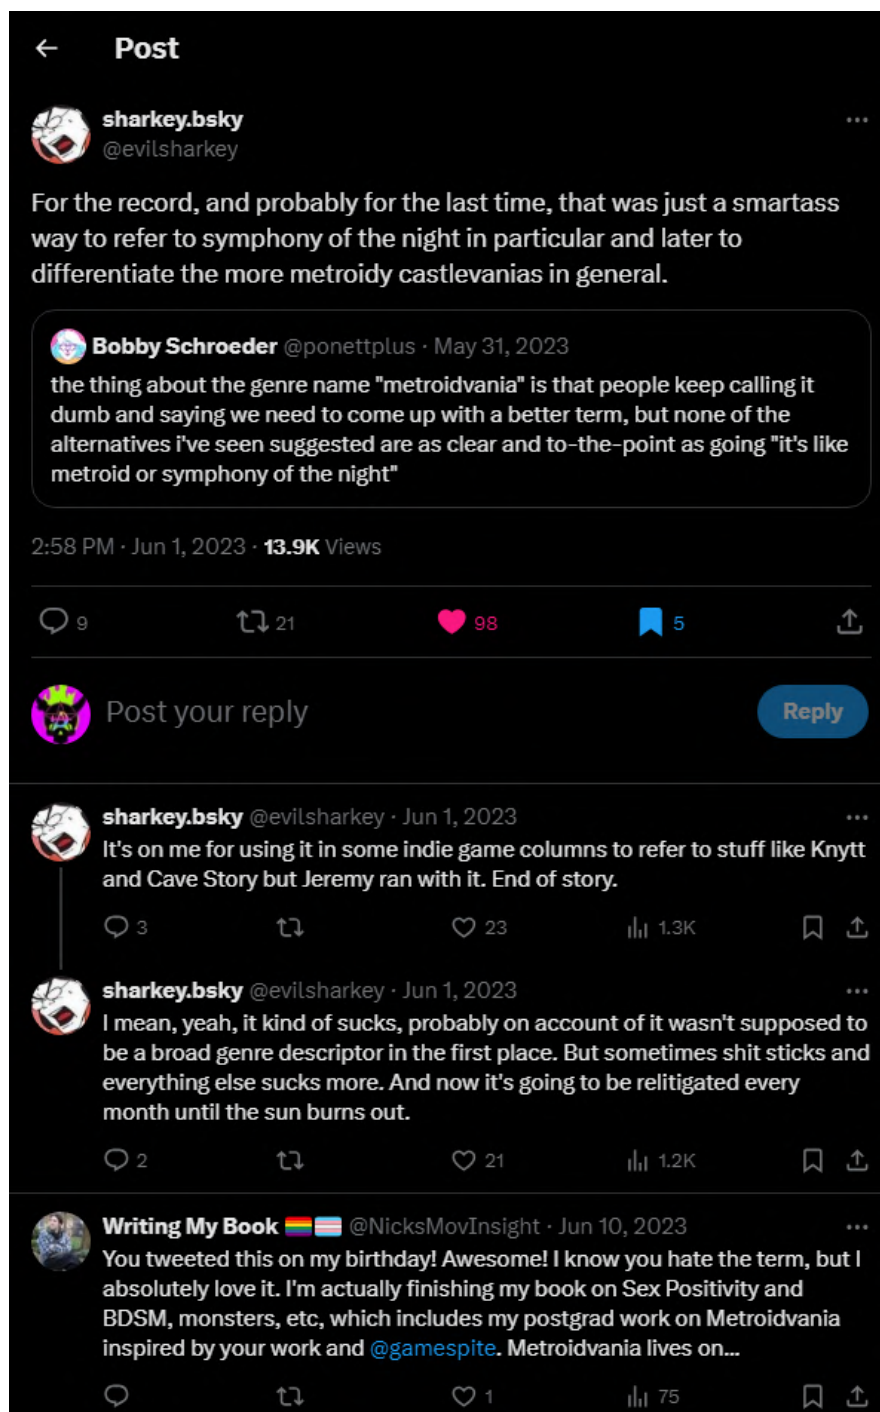 Post
sharkey.bsky
@evilsharkey
For the record, and probably for the last time, that was just a smartass
way to refer to symphony of the night in particular and later to
differentiate the more metroidy castlevanias in general.
Bobby Schroeder @ponettplus · May 31, 2023
the thing about the genre name "metroidvania" is that people keep calling it
dumb and saying we need to come up with a better term, but none of the
alternatives i've seen suggested are as clear and to-the-point as going "it's like
metroid or symphony of the night"
2:58 PM · Jun 1, 2023 · 13.9K Views
9 21 98 5
Post your reply
Reply
sharkey.bsky @evilsharkey · Jun 1, 2023
It's on me for using it in some indie game columns to refer to stuff like Knytt
and Cave Story but Jeremy ran with it. End of story.
3 23 1.3K
sharkey.bsky @evilsharkey · Jun 1, 2023
I mean, yeah, it kind of sucks, probably on account of it wasn't supposed to
be a broad genre descriptor in the first place. But sometimes shit sticks and
everything else sucks more. And now it's going to be relitigated every
month until the sun burns out.
2 21 1.2K
Writing My Book 🏳️‍🌈🏳️‍⚧️ @NicksMovInsight · Jun 10, 2023
You tweeted this on my birthday! Awesome! I know you hate the term, but I
absolutely love it. I'm actually finishing my book on Sex Positivity and
BDSM, monsters, etc, which includes my postgrad work on Metroidvania
inspired by your work and @gamespite. Metroidvania lives on...
1 75